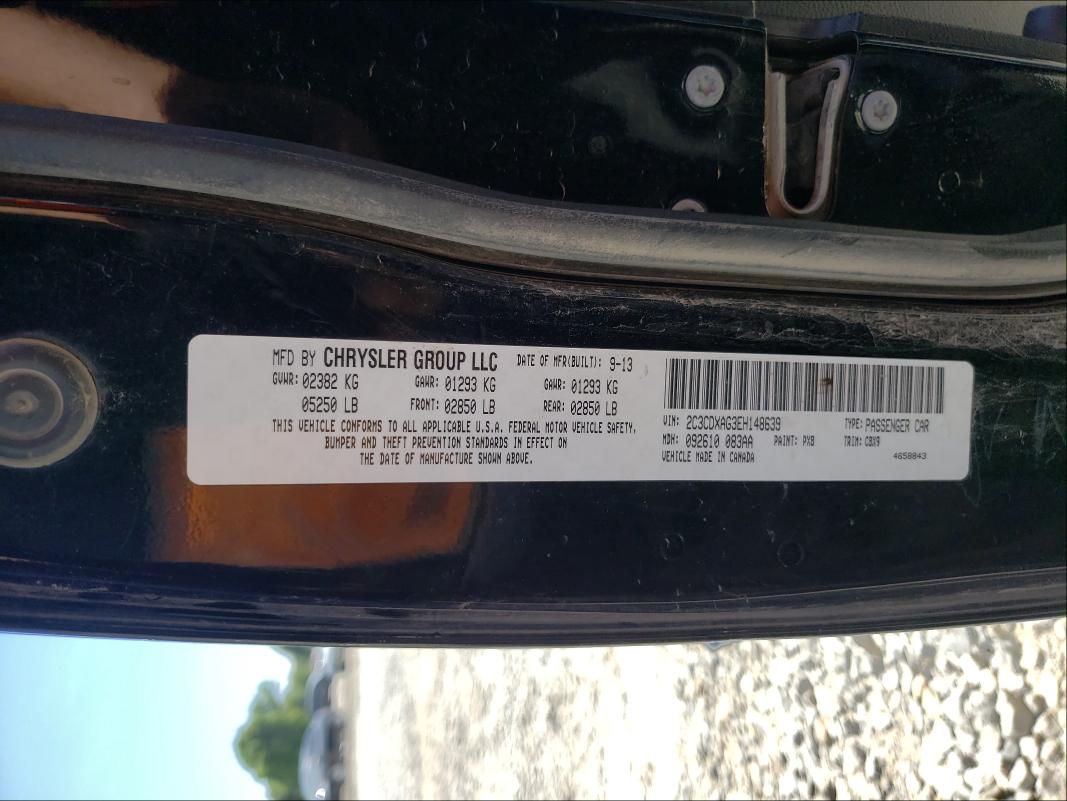 MFD BY CHRYSLER GROUP LLC DATE OF MFR(BUILT): 9-13
GVWR: 02382 KG GAWR: 01293 KG GAWR: 01293 KG
05250 LB FRONT: 02850 LB REAR: 02850 LB
THIS VEHICLE CONFORMS TO ALL APPLICABLE U.S.A. FEDERAL MOTOR VEHICLE SAFETY,
BUMPER AND THEFT PREVENTION STANDARDS IN EFFECT ON
THE DATE OF MANUFACTURE SHOWN ABOVE.
VIN: 2C3CDXAG3EH148639 TYPE: PASSENGER CAR
MDH: 092610 083AA PAINT: PX8 TRIM: CBX9
VEHICLE MADE IN CANADA 4658843